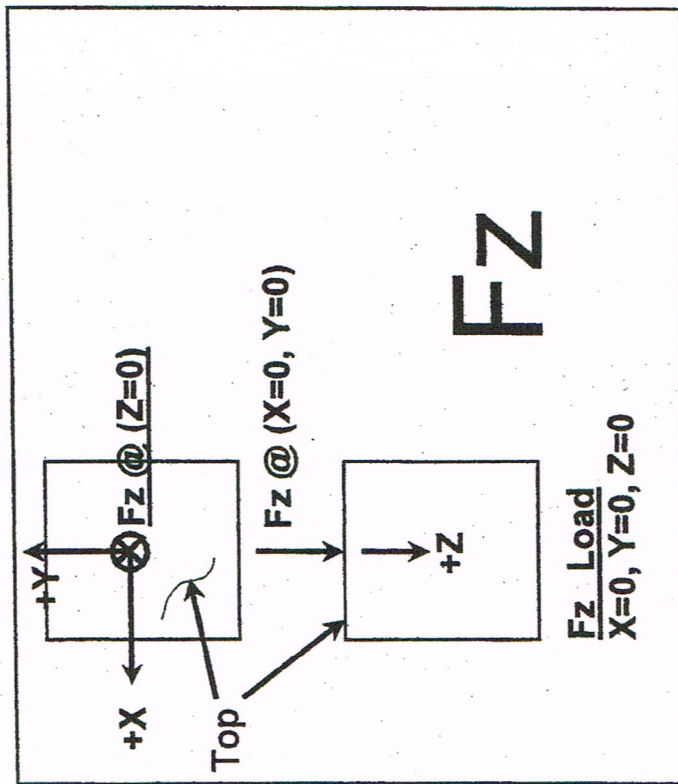 +Y
+X
Fz @ (Z=0)
Top
Fz @ (X=0, Y=0)
+Z
Fz
Fz Load
X=0, Y=0, Z=0